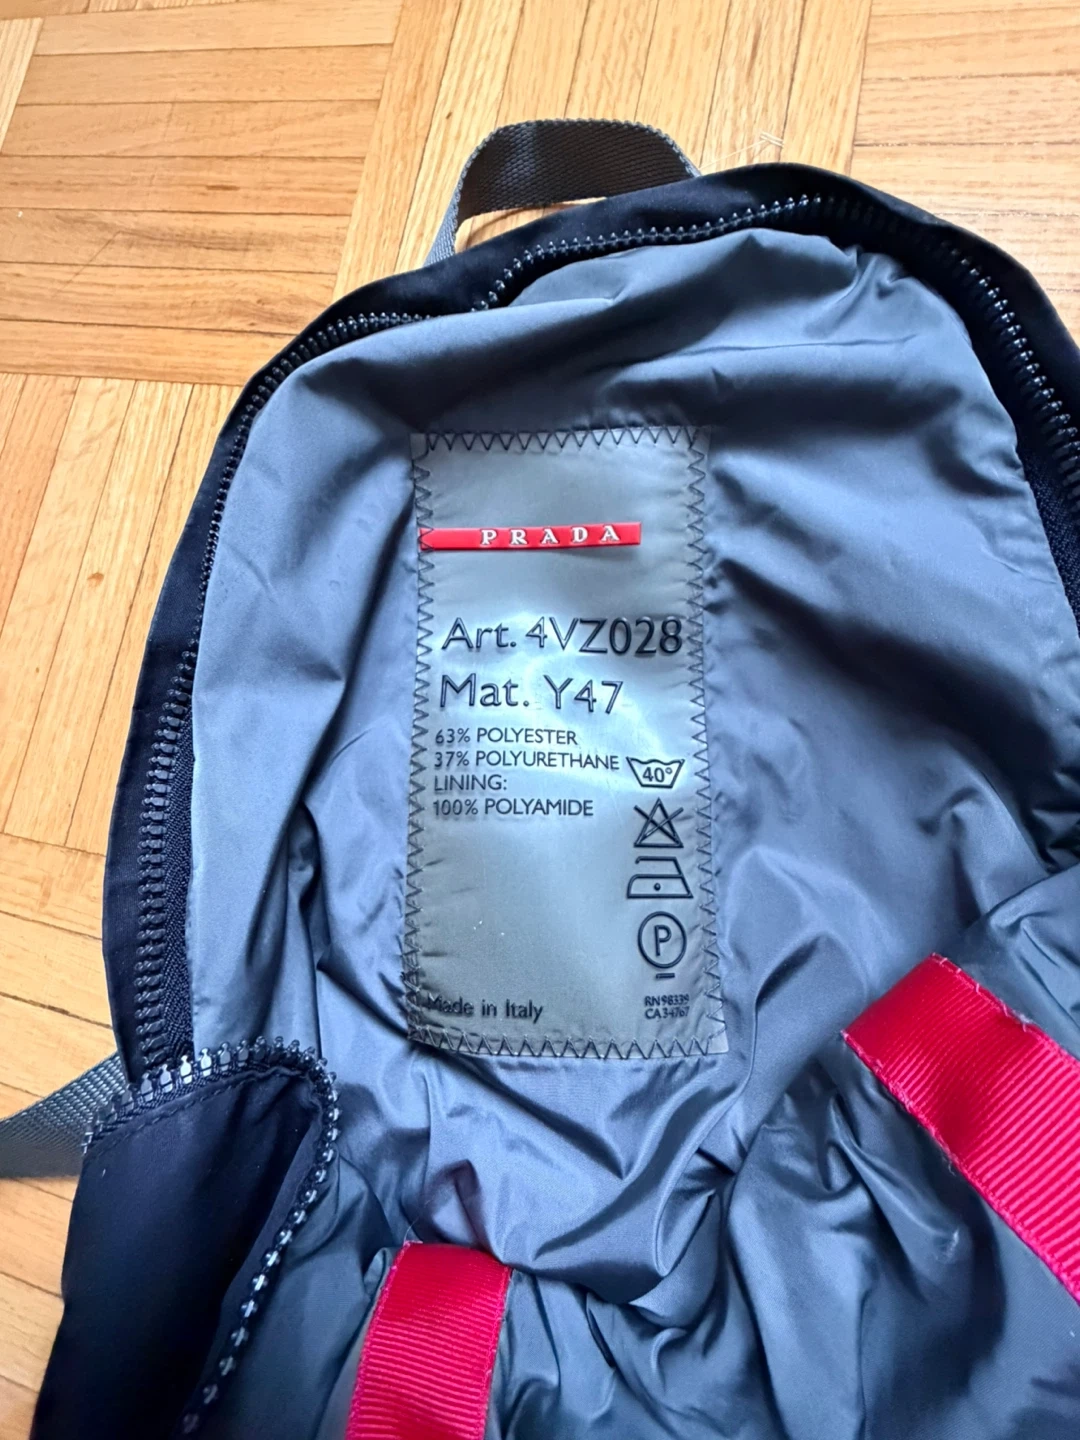 PRADA
Art. 4VZ028
Mat. Y47
63% POLYESTER
37% POLYURETHANE
LINING:
100% POLYAMIDE
40°
P
Made in Italy
RN98339
CA34767